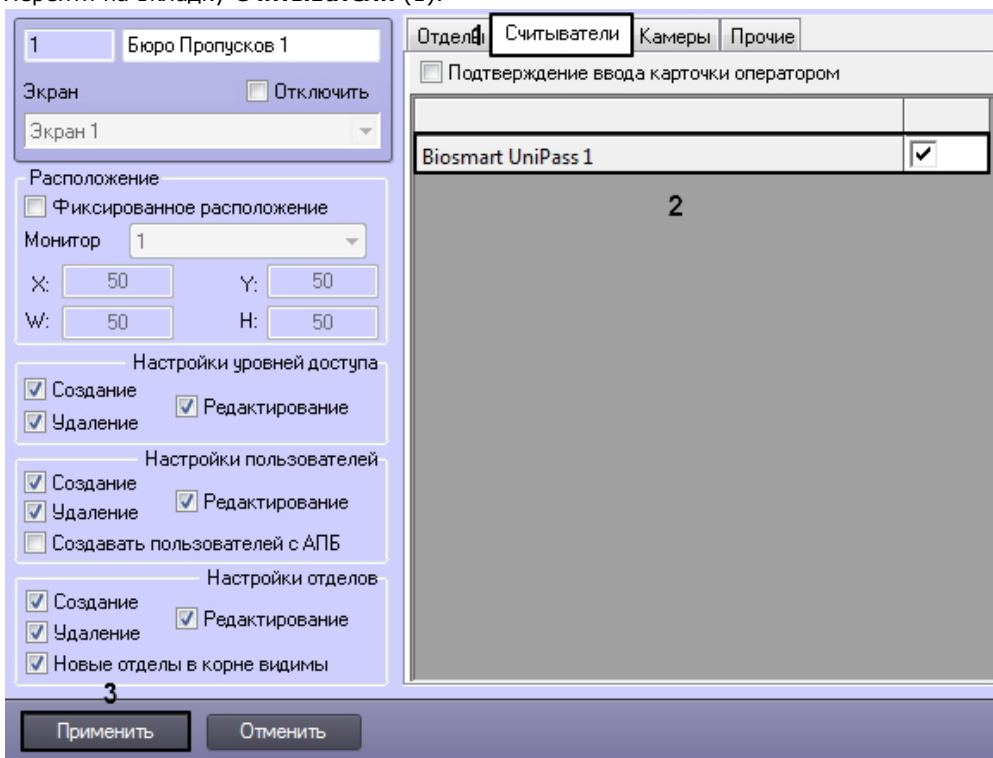 Перейти на вкладку Считыватели (1).
1 Бюро Пропусков 1
Экран Отключить
Экран 1
Расположение
Фиксированное расположение
Монитор 1
X: 50 Y: 50
W: 50 H: 50
Настройки уровней доступа
Создание
Редактирование
Удаление
Настройки пользователей
Создание
Редактирование
Удаление
Создавать пользователей с АПБ
Настройки отделов
Создание
Редактирование
Удаление
Новые отделы в корне видимы
3
Применить Отменить
Отделы 1 Считыватели Камеры Прочие
Подтверждение ввода карточки оператором
Biosmart UniPass 1
2